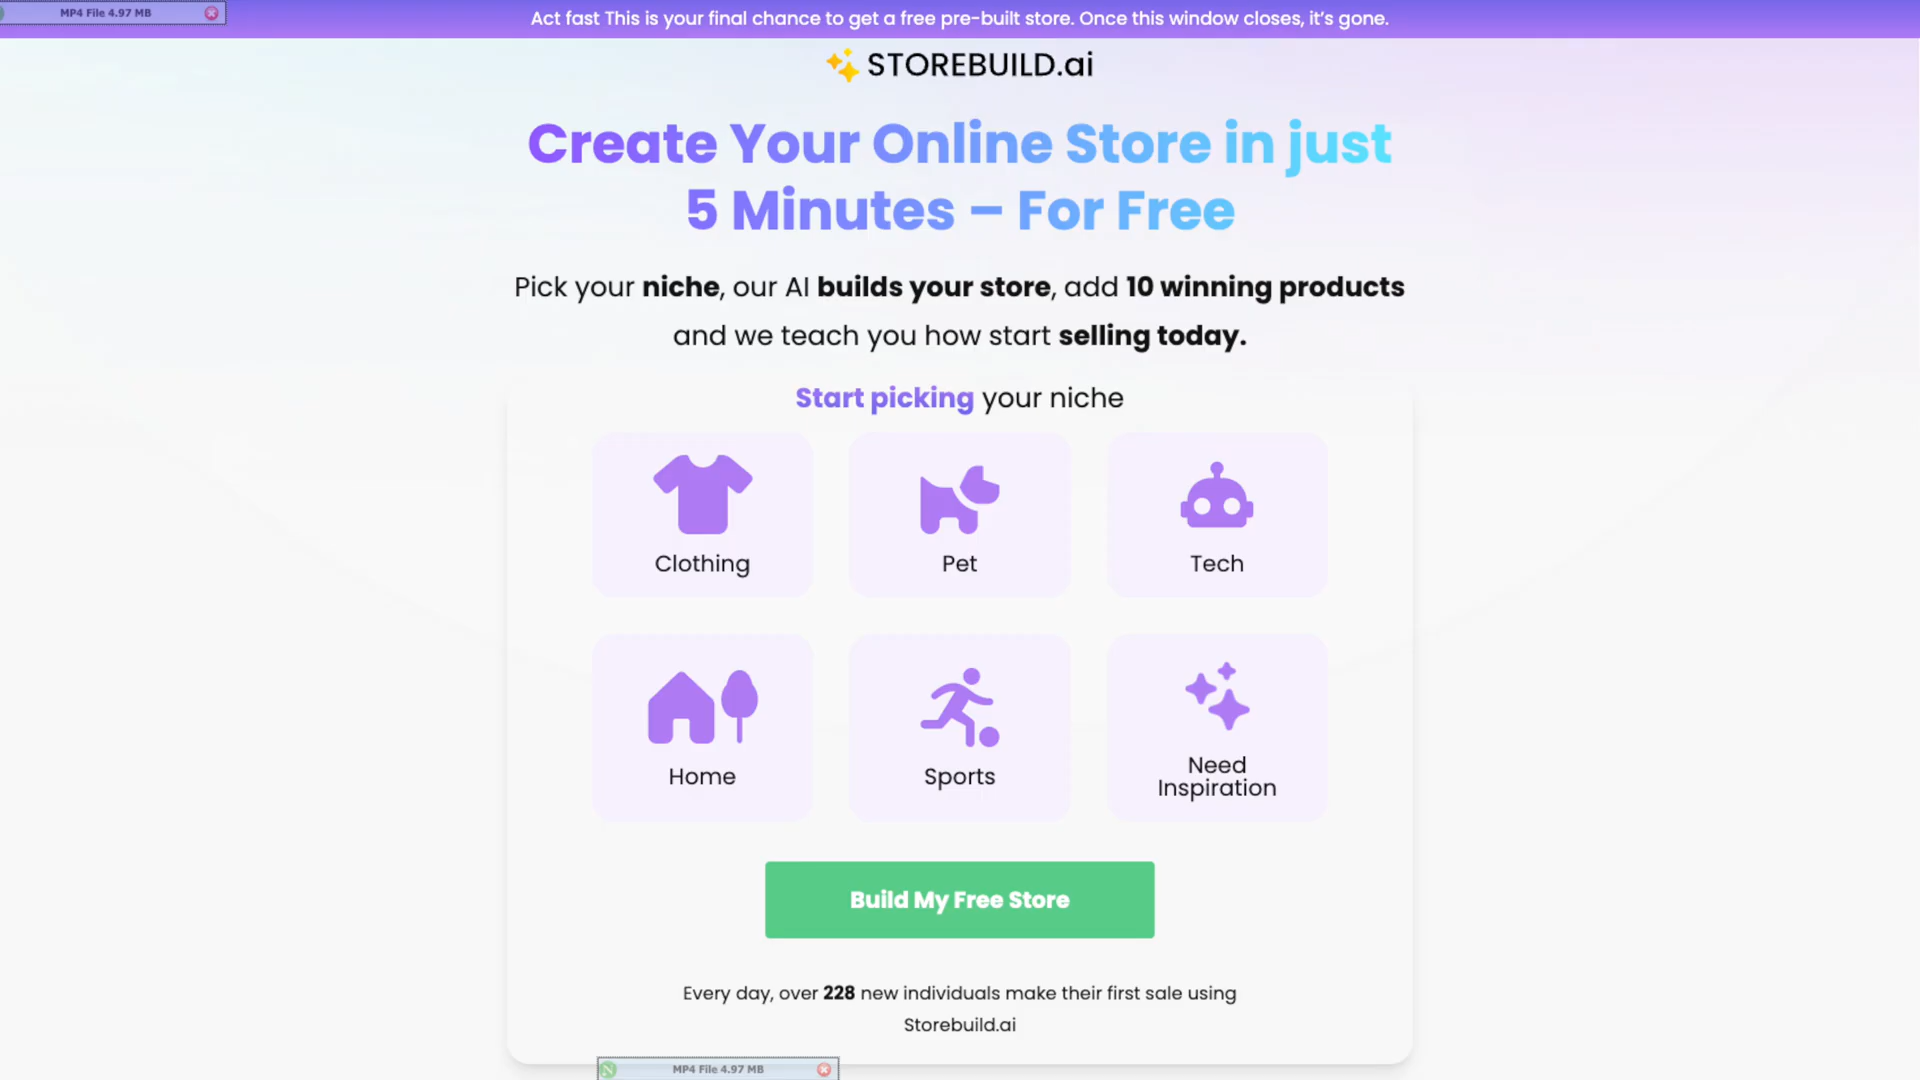 MP4 File 4.97 MB
Act fast This is your final chance to get a free pre-built store. Once this window closes, it’s gone.
STOREBUILD.ai
Create Your Online Store in just
5 Minutes – For Free
Pick your niche, our AI builds your store, add 10 winning products
and we teach you how start selling today.
Start picking your niche
Clothing
Pet
Tech
Home
Sports
Need
Inspiration
Build My Free Store
Every day, over 228 new individuals make their first sale using
Storebuild.ai
MP4 File 4.97 MB